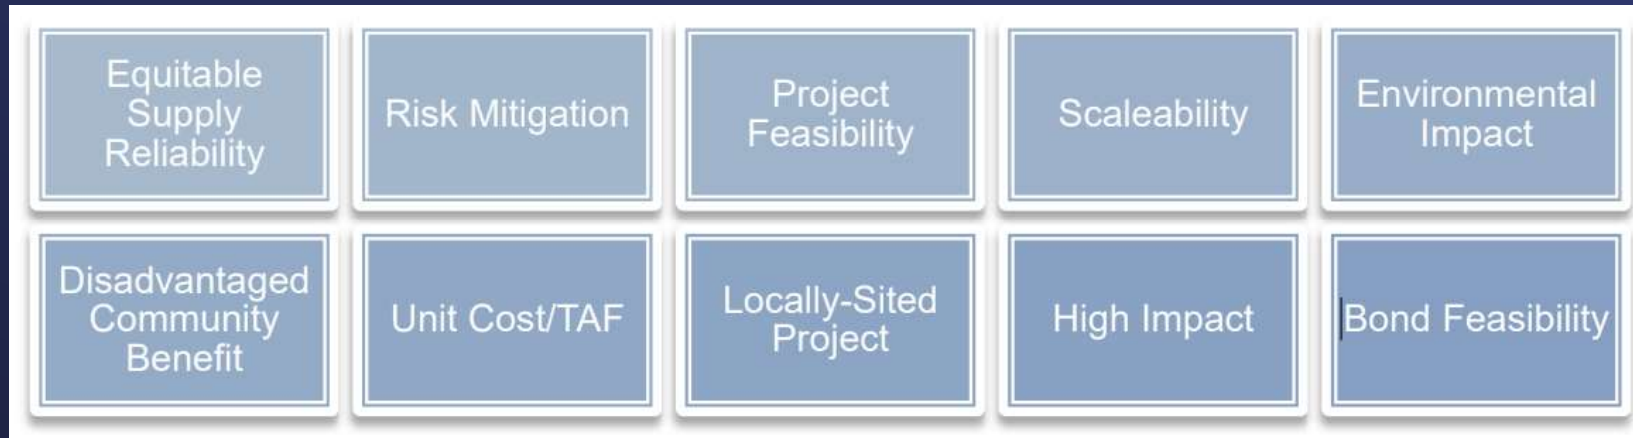 Equitable
Supply
Reliability
Risk Mitigation
Project
Feasibility
Scaleability
Environmental
Impact
Disadvantaged
Community
Benefit
Unit Cost/TAF
Locally-Sited
Project
High Impact
Bond Feasibility